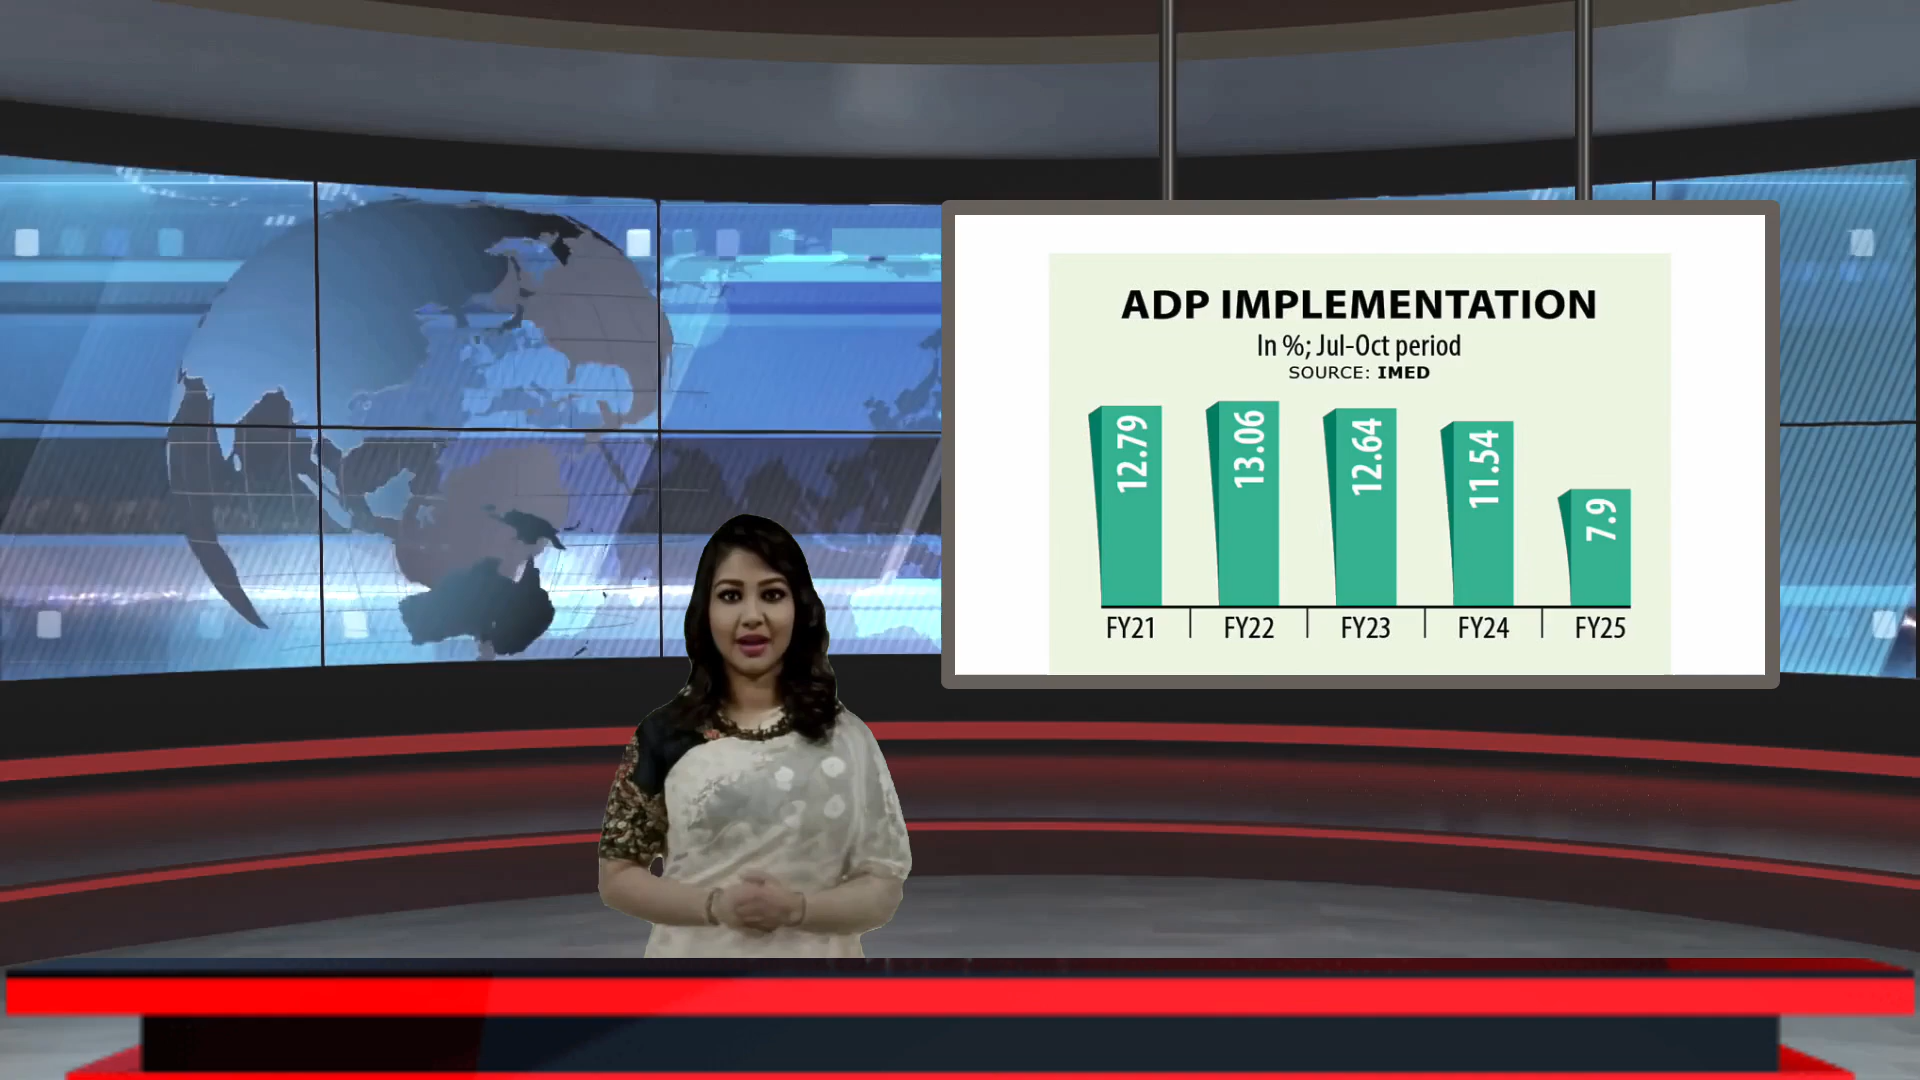 ADP IMPLEMENTATION
In %; Jul-Oct period
SOURCE: IMED
12.79
13.06
12.64
11.54
7.9
FY21
FY22
FY23
FY24
FY25